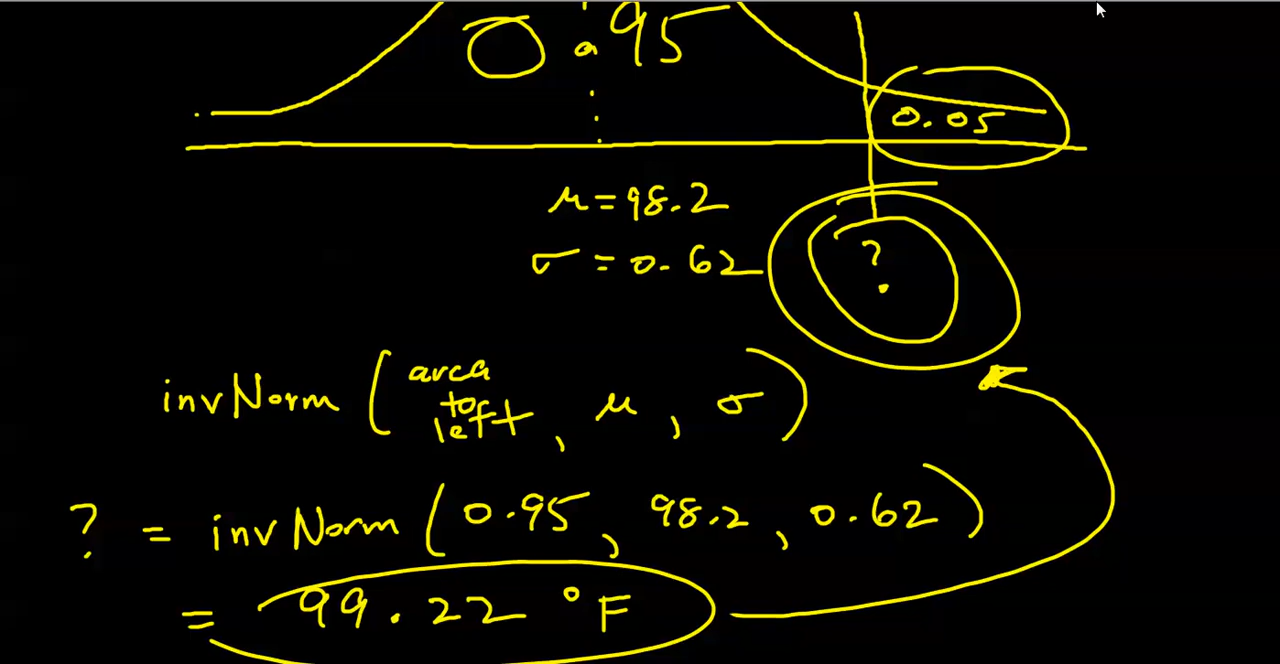 0.95
0.05
μ = 98.2
σ = 0.62
?
invNorm (area to left, μ, σ)
? = invNorm (0.95, 98.2, 0.62)
= 99.22 °F